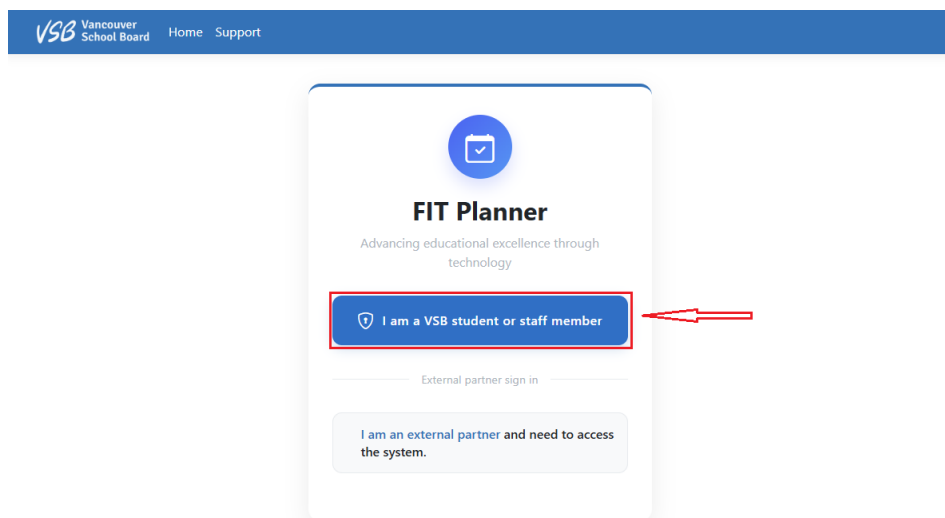 VSB Vancouver
School Board
Home Support
FIT Planner
Advancing educational excellence through
technology
I am a VSB student or staff member
External partner sign in
I am an external partner and need to access
the system.